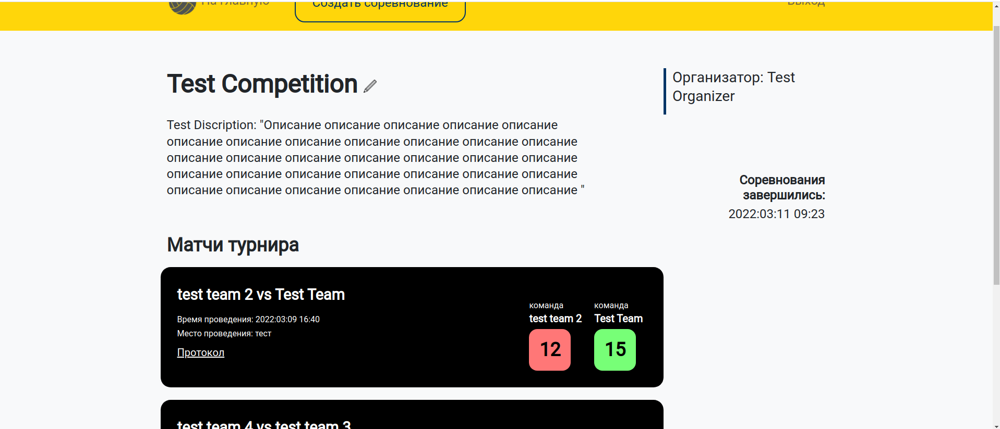 На главную
Создать соревнование
Выход
Test Competition
Организатор: Test
Organizer
Test Discription: "Описание описание описание описание описание
описание описание описание описание описание описание описание
описание описание описание описание описание описание описание
описание описание описание описание описание описание описание
описание описание описание описание описание описание описание "
Соревнования
завершились:
2022:03:11 09:23
Матчи турнира
test team 2 vs Test Team
Время проведения: 2022:03:09 16:40
Место проведения: тест
Протокол
команда
test team 2
12
команда
Test Team
15
test team 4 vs test team 3